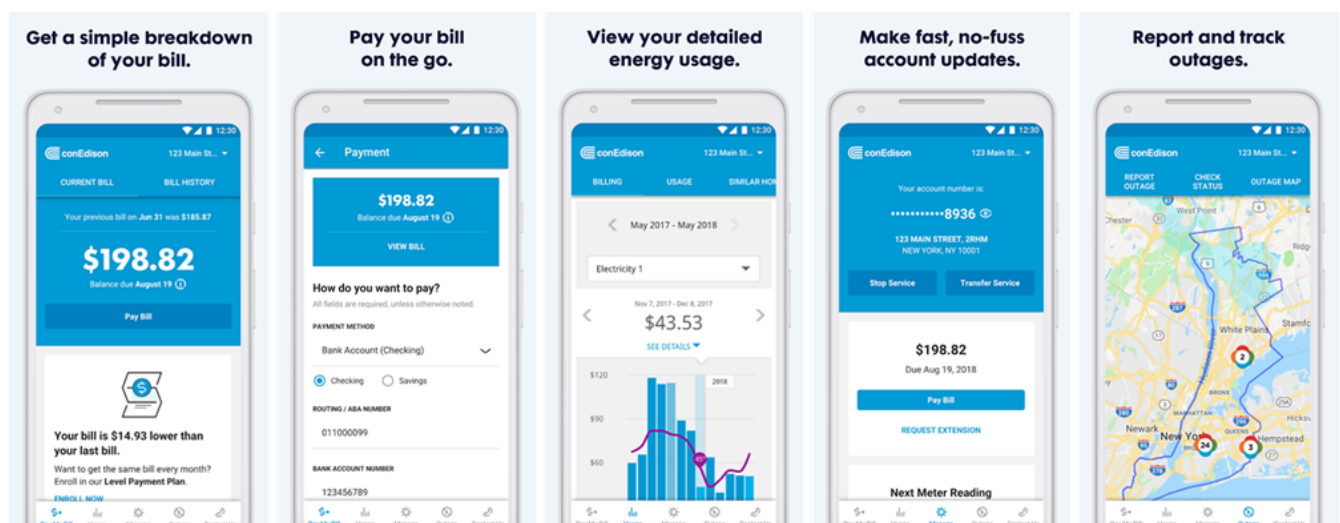 Get a simple breakdown
of your bill.
12:30
conEdison
123 Main St...
CURRENT BILL
BILL HISTORY
Your previous bill on Jun 31 was $185.87
$198.82
Balance due August 19
Pay Bill
$
Your bill is $14.93 lower than
your last bill.
Want to get the same bill every month?
Enroll in our Level Payment Plan.
ENROLL NOW
Pay your bill
on the go.
12:30
Payment
$198.82
Balance due August 19
VIEW BILL
How do you want to pay?
All fields are required, unless otherwise noted.
PAYMENT METHOD
Bank Account (Checking)
Checking
Savings
ROUTING / ABA NUMBER
011000099
BANK ACCOUNT NUMBER
123456789
View your detailed
energy usage.
12:30
conEdison
123 Main St...
BILLING
USAGE
SIMILAR HOM
May 2017 - May 2018
Electricity 1
Nov 7, 2017 - Dec 8, 2017
$43.53
SEE DETAILS
$120
2018
$90
$60
Make fast, no-fuss
account updates.
12:30
conEdison
123 Main St...
Your account number is:
•••••••••••8936
123 MAIN STREET, 2RHM
NEW YORK, NY 10001
Stop Service
Transfer Service
$198.82
Due Aug 19, 2018
Pay Bill
REQUEST EXTENSION
Next Meter Reading
Report and track
outages.
12:30
conEdison
123 Main St...
REPORT
OUTAGE
CHECK
STATUS
OUTAGE MAP
Chester
West Point
Ridg
White Plains
Stamfo
2
BRONX
MANHATTAN
Hicksv
Newark
New Yo
24
QUEENS
3
Hempstead